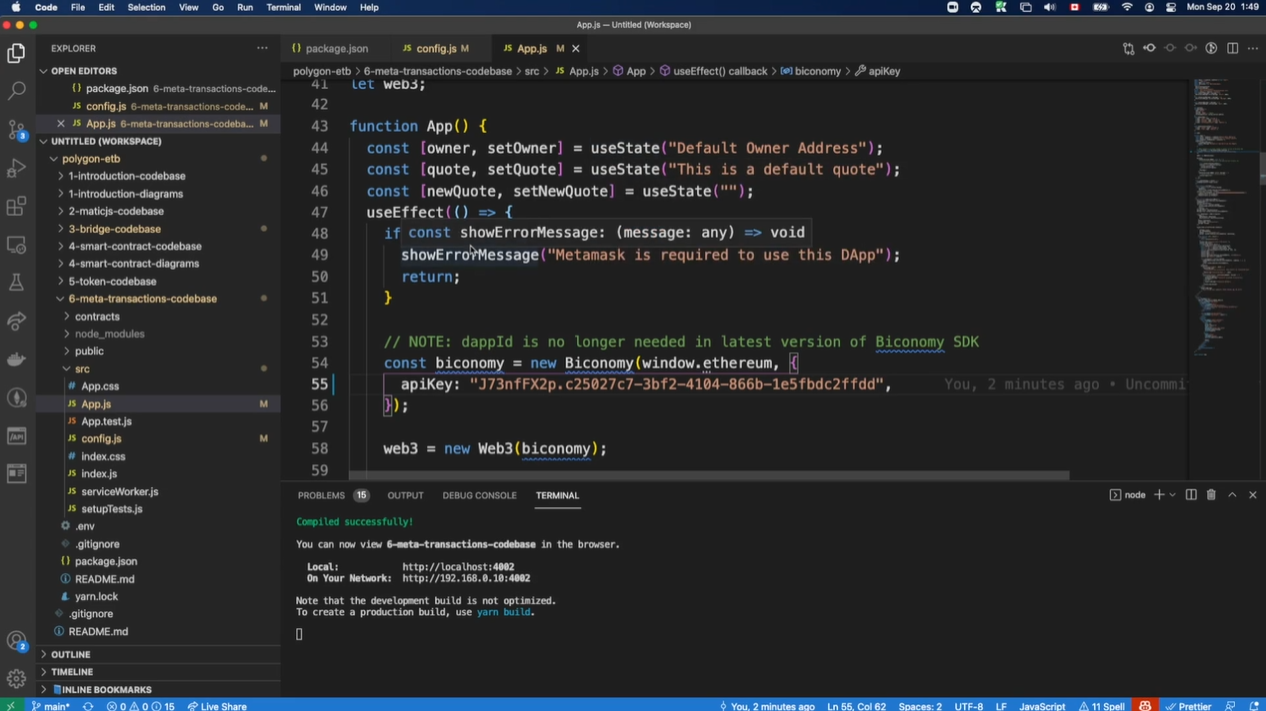 Code File Edit Selection View Go Run Terminal Window Help
Mon Sep 20 1:49
App.js — Untitled (Workspace)
EXPLORER
OPEN EDITORS
package.json 6-meta-transactions-code...
JS config.js 6-meta-transactions-code... M
JS App.js 6-meta-transactions-codeba... M
UNTITLED (WORKSPACE)
polygon-etb
1-introduction-codebase
1-introduction-diagrams
2-maticjs-codebase
3-bridge-codebase
4-smart-contract-codebase
4-smart-contract-diagrams
5-token-codebase
6-meta-transactions-codebase
contracts
node_modules
public
src
# App.css
JS App.js M
JS App.test.js
JS config.js M
# index.css
JS index.js
JS serviceWorker.js
JS setupTests.js
.env
.gitignore
package.json
README.md
yarn.lock
.gitignore
README.md
OUTLINE
TIMELINE
INLINE BOOKMARKS
{} package.json
JS config.js M
JS App.js M
polygon-etb > 6-meta-transactions-codebase > src > JS App.js > App > useEffect() callback > biconomy > apiKey
41 let web3;
42
43 function App() {
44 const [owner, setOwner] = useState("Default Owner Address");
45 const [quote, setQuote] = useState("This is a default quote");
46 const [newQuote, setNewQuote] = useState("");
47 useEffect(() => {
48 if
const showErrorMessage: (message: any) => void
49 showErrorMessage("Metamask is required to use this DApp");
50 return;
51 }
52
53 // NOTE: dappId is no longer needed in latest version of Biconomy SDK
54 const biconomy = new Biconomy(window.ethereum, {
55 apiKey: "J73nfFX2p.c25027c7-3bf2-4104-866b-1e5fbdc2ffdd", You, 2 minutes ago • Uncommi
56 });
57
58 web3 = new Web3(biconomy);
59
PROBLEMS 15 OUTPUT DEBUG CONSOLE TERMINAL
node
Compiled successfully!
You can now view 6-meta-transactions-codebase in the browser.
Local: http://localhost:4002
On Your Network: http://192.168.0.10:4002
Note that the development build is not optimized.
To create a production build, use yarn build.
main* 0 0 15 Live Share
You, 2 minutes ago Ln 55, Col 62 Spaces: 2 UTF-8 LF JavaScript 11 Spell Prettier